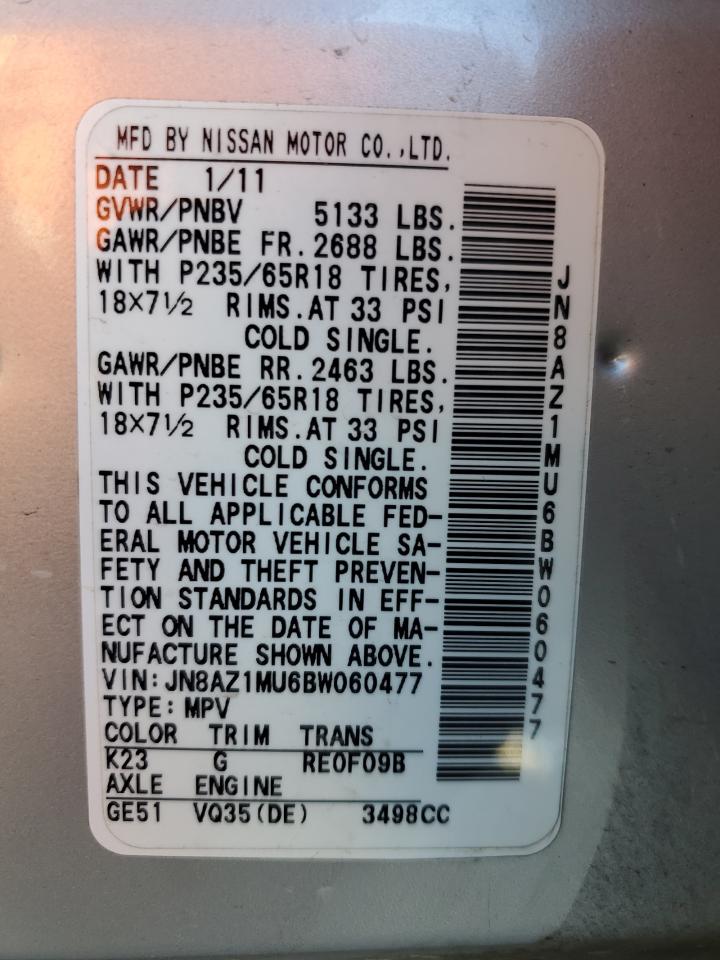 MFD BY NISSAN MOTOR CO.,LTD.
DATE 1/11
GVWR/PNBV 5133 LBS.
GAWR/PNBE FR.2688 LBS.
WITH P235/65R18 TIRES,
18×7½ RIMS.AT 33 PSI
COLD SINGLE.
GAWR/PNBE RR.2463 LBS.
WITH P235/65R18 TIRES,
18×7½ RIMS.AT 33 PSI
COLD SINGLE.
THIS VEHICLE CONFORMS
TO ALL APPLICABLE FED-
ERAL MOTOR VEHICLE SA-
FETY AND THEFT PREVEN-
TION STANDARDS IN EFF-
ECT ON THE DATE OF MA-
NUFACTURE SHOWN ABOVE.
VIN:JN8AZ1MU6BW060477
TYPE:MPV
COLOR TRIM TRANS
K23 G RE0F09B
AXLE ENGINE
GE51 VQ35(DE) 3498CC
JN8AZ1MU6BW060477